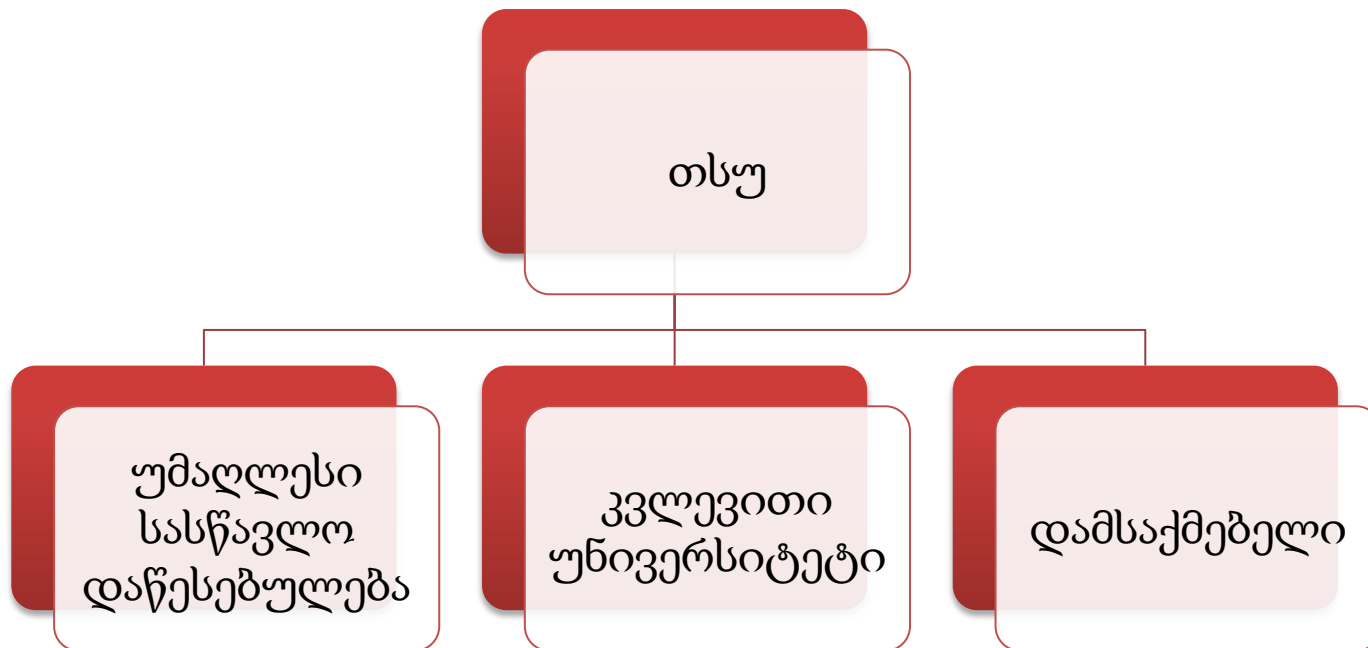 თსუ
უმაღლესი
სასწავლო
დაწესებულება
კვლევითი
უნივერსიტეტი
დამსაქმებელი